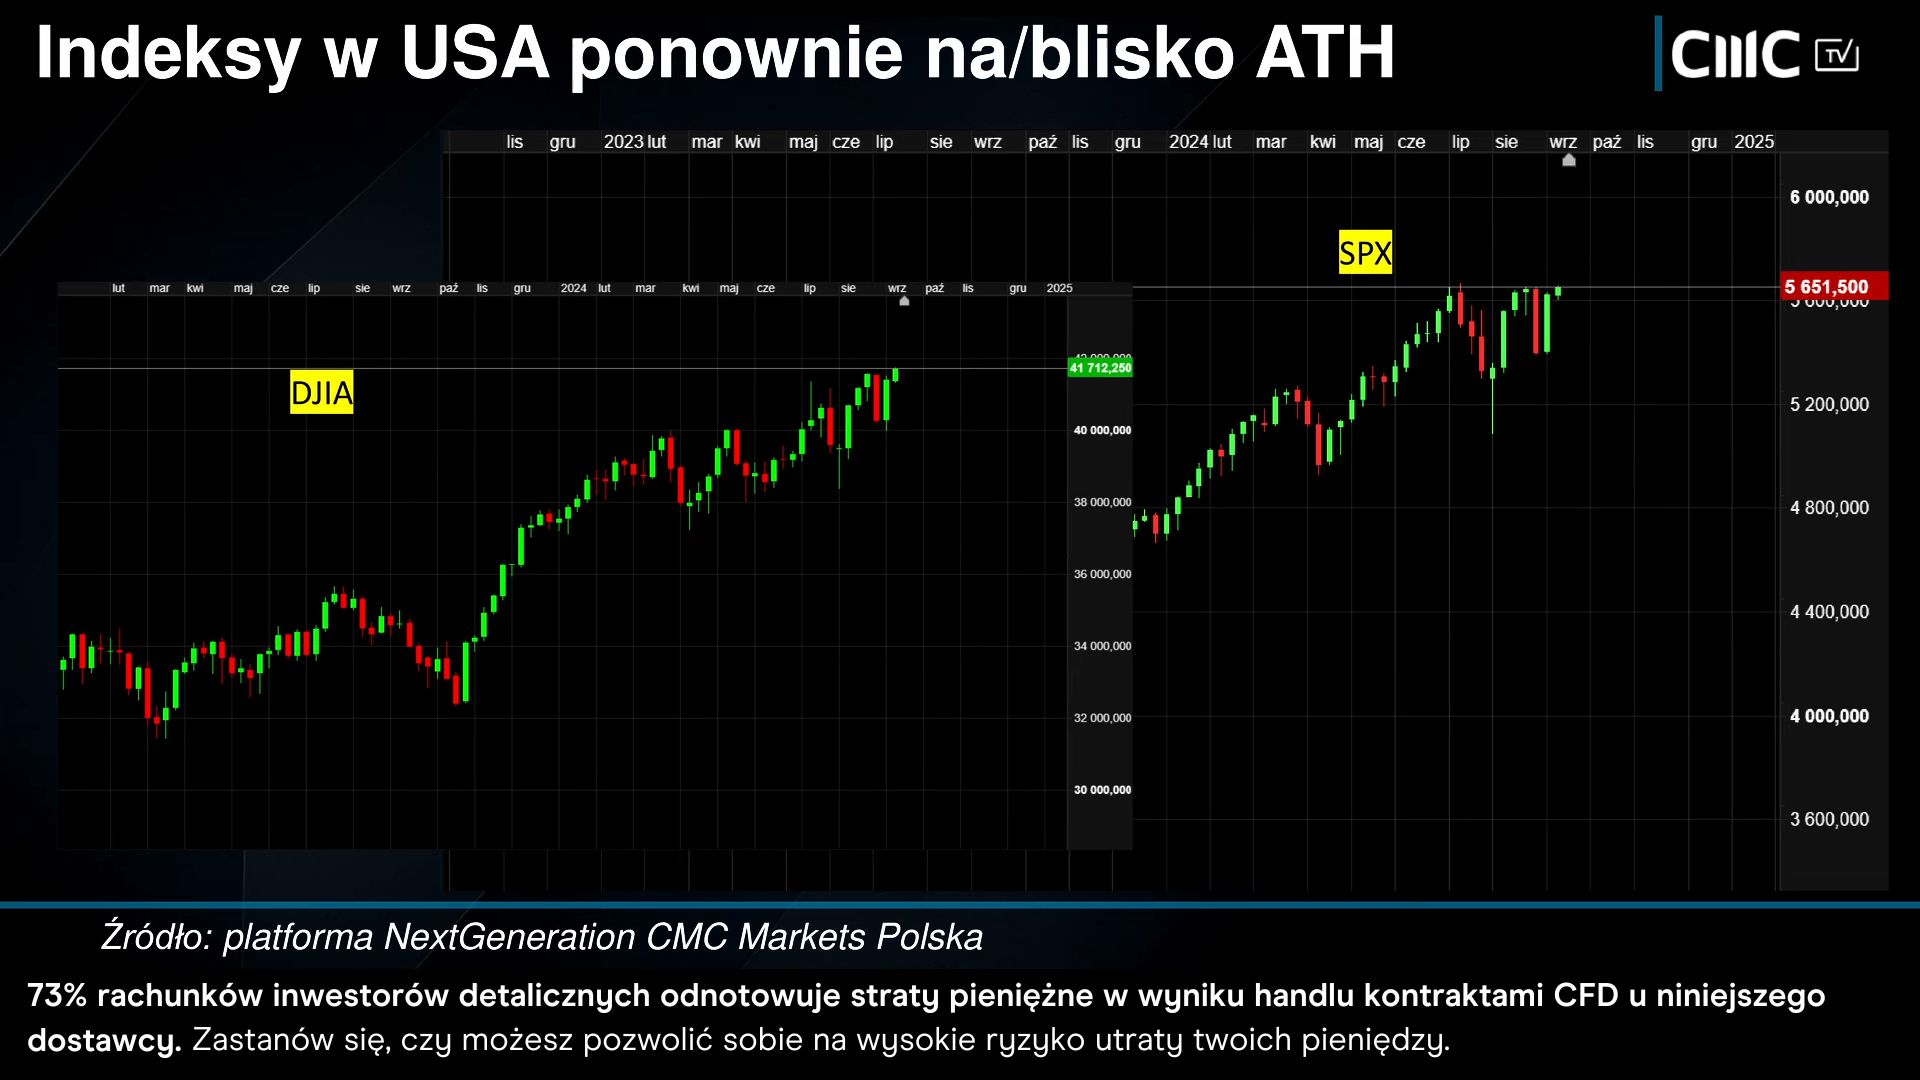 Indeksy w USA ponownie na/blisko ATH
CMC TV
lis gru 2023 lut mar kwi maj cze lip sie wrz paź lis gru 2024 lut mar kwi maj cze lip sie wrz paź lis gru 2025
6 000,000
SPX
5 651,500
5 600,000
5 200,000
4 800,000
4 400,000
4 000,000
3 600,000
lut mar kwi maj cze lip sie wrz paź lis gru 2024 lut mar kwi maj cze lip sie wrz paź lis gru 2025
42 000,000
41 712,250
DJIA
40 000,000
38 000,000
36 000,000
34 000,000
32 000,000
30 000,000
Źródło: platforma NextGeneration CMC Markets Polska
73% rachunków inwestorów detalicznych odnotowuje straty pieniężne w wyniku handlu kontraktami CFD u niniejszego
dostawcy. Zastanów się, czy możesz pozwolić sobie na wysokie ryzyko utraty twoich pieniędzy.